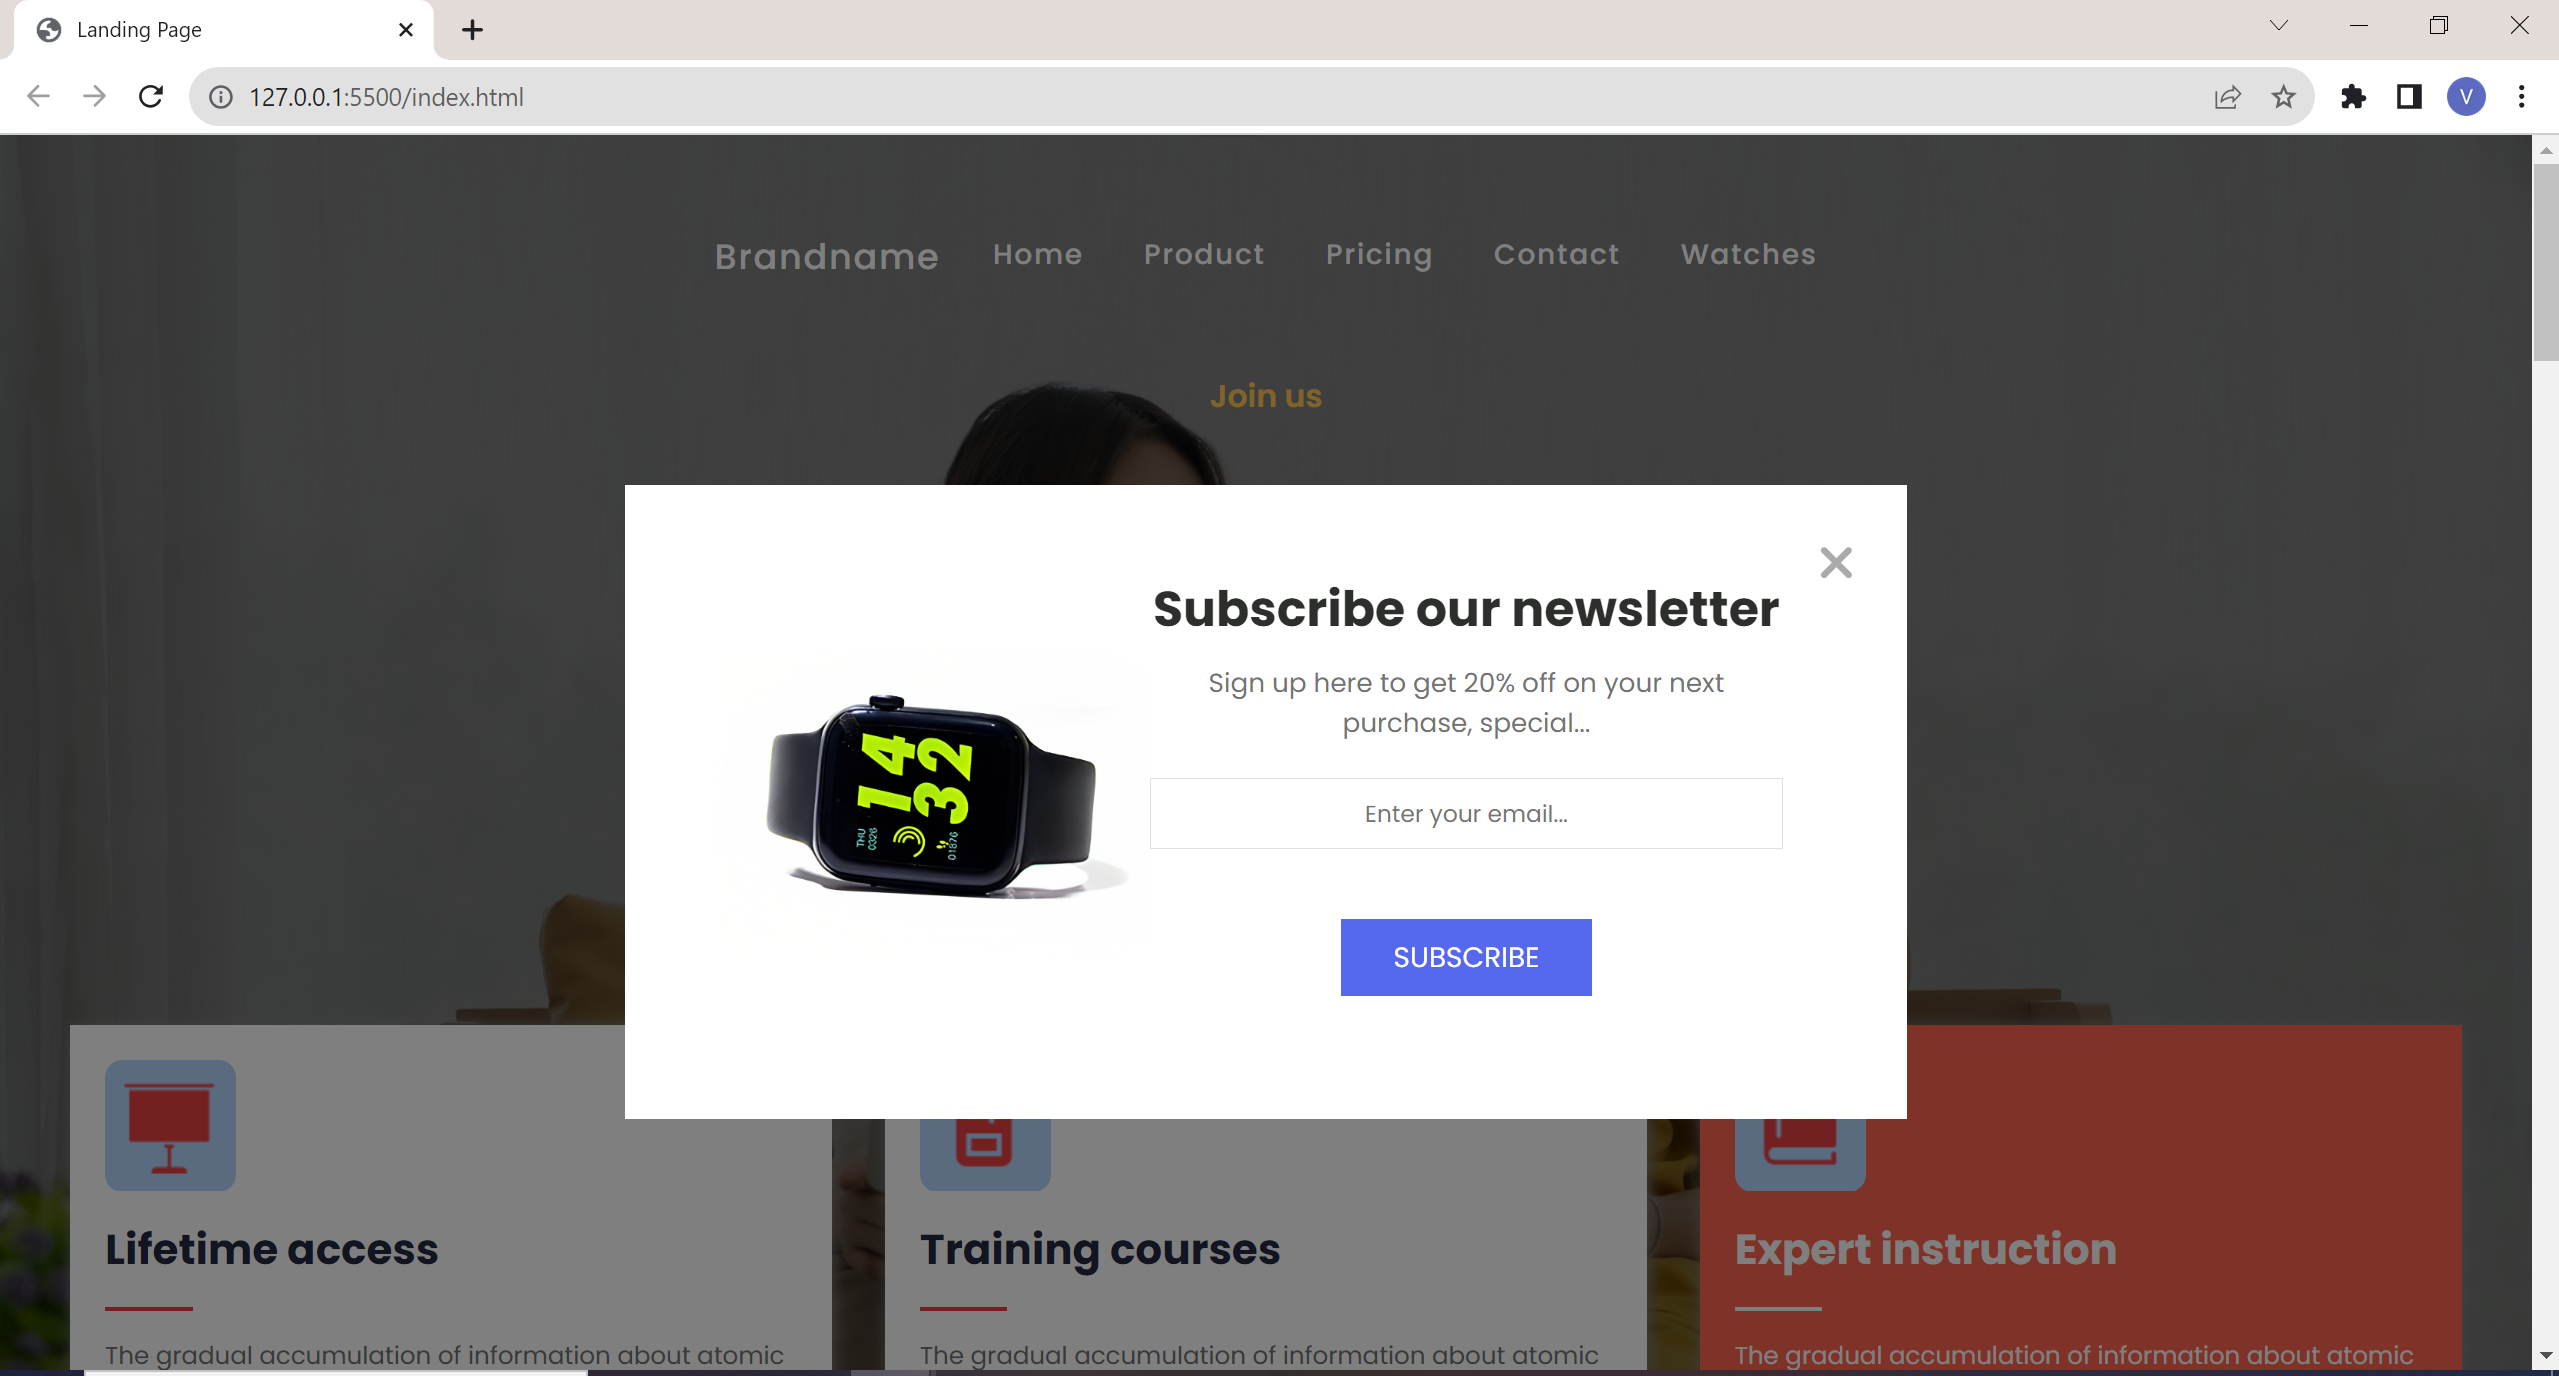 Landing Page
127.0.0.1:5500/index.html
V
Brandname Home Product Pricing Contact Watches
Join us
Subscribe our newsletter
Sign up here to get 20% off on your next
purchase, special...
14
32
THU
0326
01876
Enter your email...
SUBSCRIBE
Lifetime access
The gradual accumulation of information about atomic
Training courses
The gradual accumulation of information about atomic
Expert instruction
The gradual accumulation of information about atomic